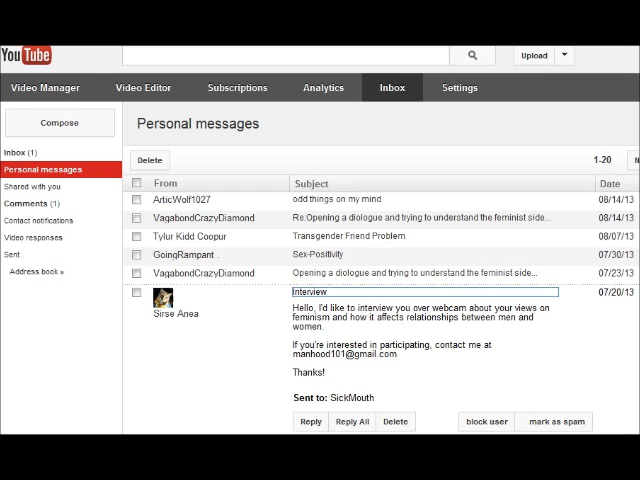 YouTube
Upload
Video Manager Video Editor Subscriptions Analytics Inbox Settings
Compose
Personal messages
Inbox (1)
Personal messages
Shared with you
Comments (1)
Contact notifications
Video responses
Sent
Address book »
Delete 1-20 N
From Subject Date
ArticWolf1027 odd things on my mind 08/14/13
VagabondCrazyDiamond Re:Opening a dialogue and trying to understand the feminist side... 08/14/13
Tylur Kidd Coopur Transgender Friend Problem 08/07/13
GoingRampant . Sex-Positivity 07/30/13
VagabondCrazyDiamond Opening a dialogue and trying to understand the feminist side... 07/23/13
Interview 07/20/13
Sirse Anea
Hello, I'd like to interview you over webcam about your views on
feminism and how it affects relationships between men and
women.
If you're interested in participating, contact me at
manhood101@gmail.com
Thanks!
Sent to: SickMouth
Reply Reply All Delete block user mark as spam